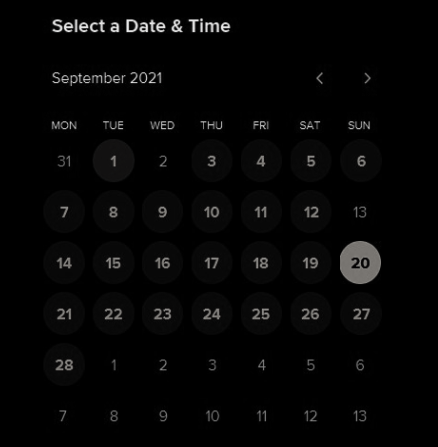 Select a Date & Time
September 2021
MON TUE WED THU FRI SAT SUN
31 1 2 3 4 5 6
7 8 9 10 11 12 13
14 15 16 17 18 19 20
21 22 23 24 25 26 27
28 1 2 3 4 5 6
7 8 9 10 11 12 13